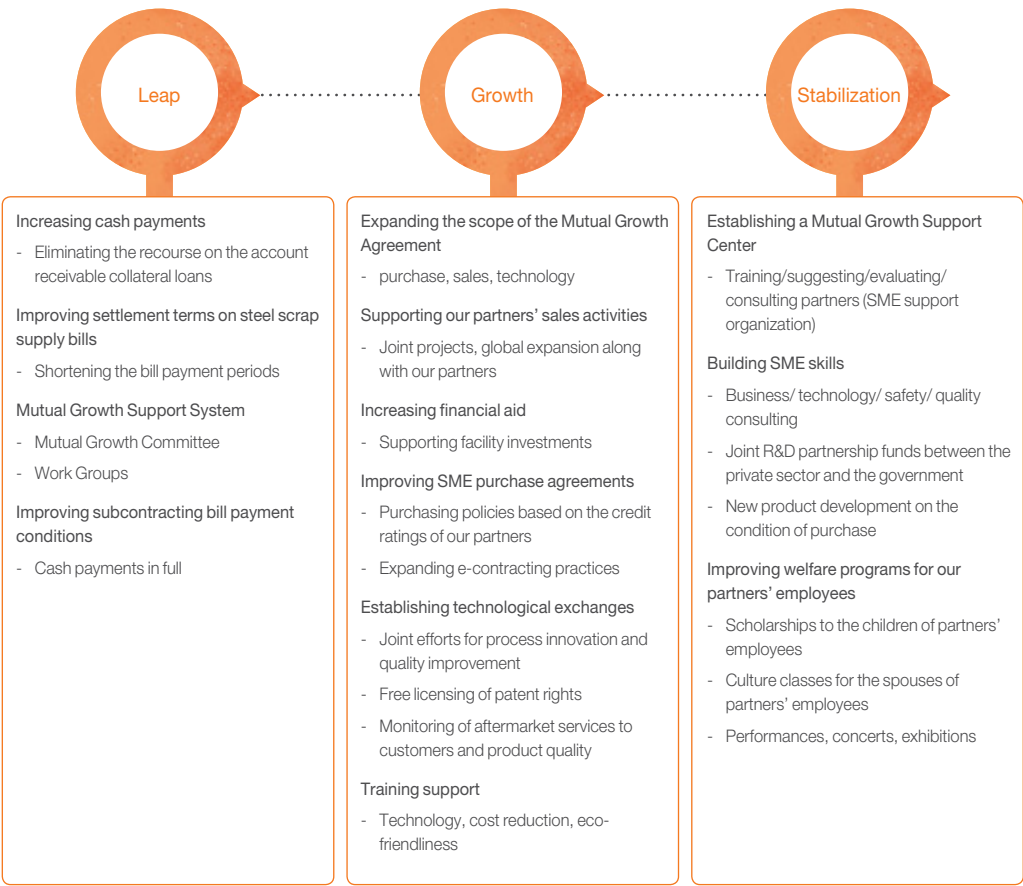 Leap
Growth
Stabilization
Increasing cash payments
- Eliminating the recourse on the account
receivable collateral loans
Improving settlement terms on steel scrap
supply bills
- Shortening the bill payment periods
Mutual Growth Support System
- Mutual Growth Committee
- Work Groups
Improving subcontracting bill payment
conditions
- Cash payments in full
Expanding the scope of the Mutual Growth
Agreement
- purchase, sales, technology
Supporting our partners' sales activities
- Joint projects, global expansion along
with our partners
Increasing financial aid
- Supporting facility investments
Improving SME purchase agreements
- Purchasing policies based on the credit
ratings of our partners
- Expanding e-contracting practices
Establishing technological exchanges
- Joint efforts for process innovation and
quality improvement
- Free licensing of patent rights
- Monitoring of aftermarket services to
customers and product quality
Training support
- Technology, cost reduction, eco-
friendliness
Establishing a Mutual Growth Support
Center
- Training/suggesting/evaluating/
consulting partners (SME support
organization)
Building SME skills
- Business/ technology/ safety/ quality
consulting
- Joint R&D partnership funds between the
private sector and the government
- New product development on the
condition of purchase
Improving welfare programs for our
partners' employees
- Scholarships to the children of partners'
employees
- Culture classes for the spouses of
partners' employees
- Performances, concerts, exhibitions